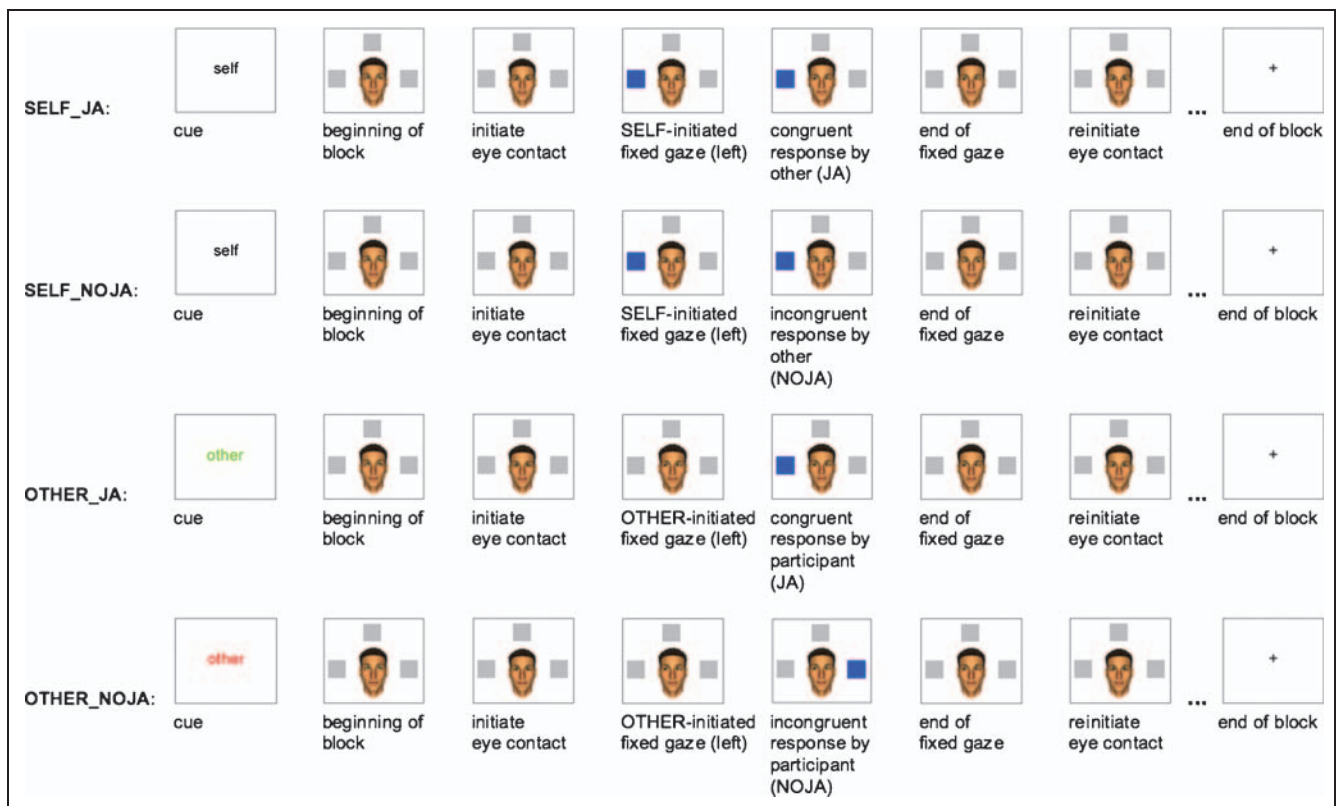 self
SELF_JA:
cue
beginning of
block
initiate
eye contact
SELF-initiated
fixed gaze (left)
congruent
response by
other (JA)
end of
fixed gaze
reinitiate
eye contact
...
+
end of block
self
SELF_NOJA:
cue
beginning of
block
initiate
eye contact
SELF-initiated
fixed gaze (left)
incongruent
response by
other
(NOJA)
end of
fixed gaze
reinitiate
eye contact
...
+
end of block
other
OTHER_JA:
cue
beginning of
block
initiate
eye contact
OTHER-initiated
fixed gaze (left)
congruent
response by
participant
(JA)
end of
fixed gaze
reinitiate
eye contact
...
+
end of block
other
OTHER_NOJA:
cue
beginning of
block
initiate
eye contact
OTHER-initiated
fixed gaze (left)
incongruent
response by
participant
(NOJA)
end of
fixed gaze
reinitiate
eye contact
...
+
end of block